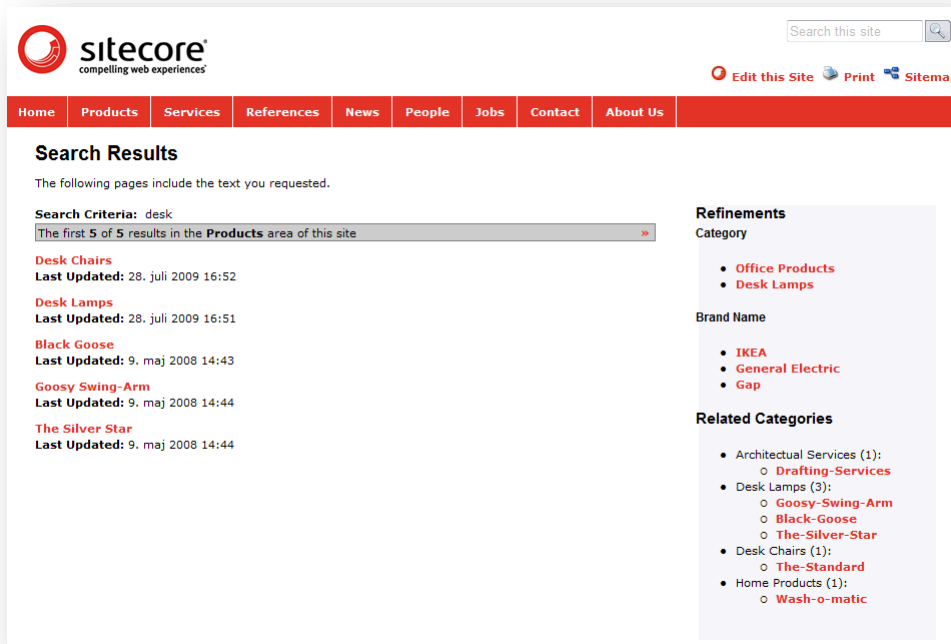 sitecore
compelling web experiences
Search this site
Edit this Site Print Sitema
Home Products Services References News People Jobs Contact About Us
Search Results
The following pages include the text you requested.
Search Criteria: desk
The first 5 of 5 results in the Products area of this site »
Desk Chairs
Last Updated: 28. juli 2009 16:52
Desk Lamps
Last Updated: 28. juli 2009 16:51
Black Goose
Last Updated: 9. maj 2008 14:43
Goosy Swing-Arm
Last Updated: 9. maj 2008 14:44
The Silver Star
Last Updated: 9. maj 2008 14:44
Refinements
Category
Office Products
Desk Lamps
Brand Name
IKEA
General Electric
Gap
Related Categories
Architectual Services (1):
Drafting-Services
Desk Lamps (3):
Goosy-Swing-Arm
Black-Goose
The-Silver-Star
Desk Chairs (1):
The-Standard
Home Products (1):
Wash-o-matic